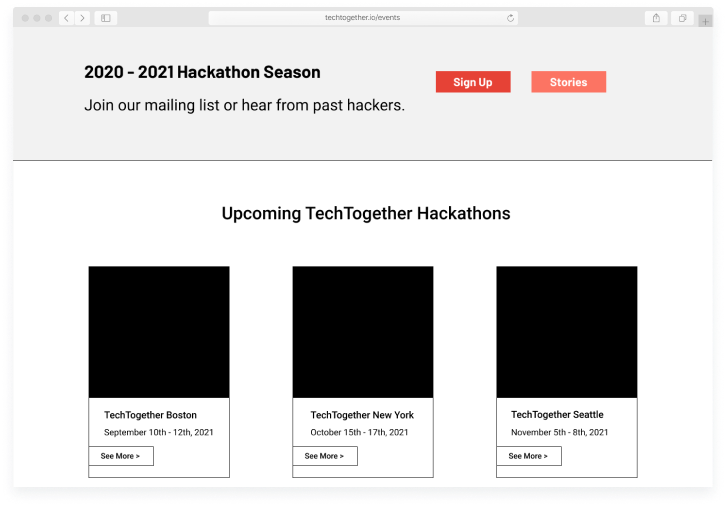 techtogether.io/events
2020 - 2021 Hackathon Season
Join our mailing list or hear from past hackers.
Sign Up
Stories
Upcoming TechTogether Hackathons
TechTogether Boston
September 10th - 12th, 2021
See More >
TechTogether New York
October 15th - 17th, 2021
See More >
TechTogether Seattle
November 5th - 8th, 2021
See More >